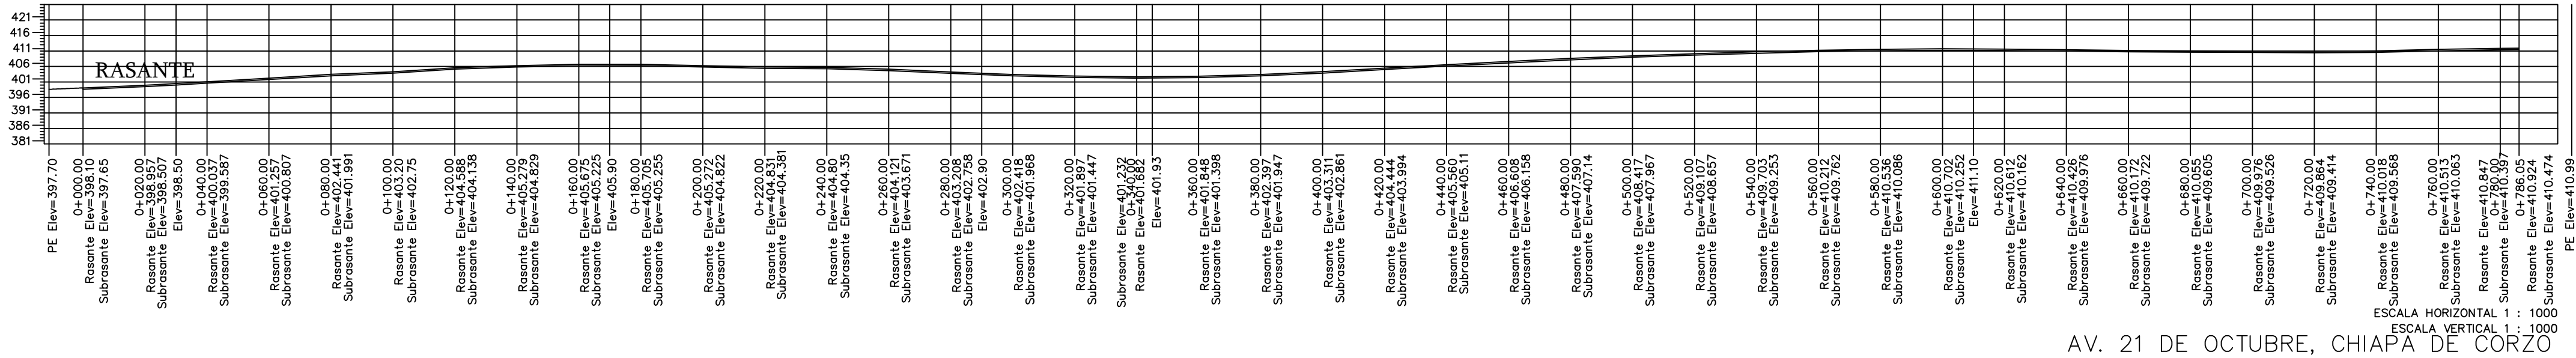 421
416
411
406
401
396
391
386
381
RASANTE
PE Elev=397.70
0+000.00
Rasante Elev=398.10
Subrasante Elev=397.65
0+020.00
Rasante Elev=398.957
Subrasante Elev=398.507
Elev=398.50
0+040.00
Rasante Elev=400.037
Subrasante Elev=399.587
0+060.00
Rasante Elev=401.257
Subrasante Elev=400.807
0+080.00
Rasante Elev=402.441
Subrasante Elev=401.991
0+100.00
Rasante Elev=403.20
Subrasante Elev=402.75
0+120.00
Rasante Elev=404.588
Subrasante Elev=404.138
0+140.00
Rasante Elev=405.279
Subrasante Elev=404.829
0+160.00
Rasante Elev=405.675
Subrasante Elev=405.225
Elev=405.90
0+180.00
Rasante Elev=405.705
Subrasante Elev=405.255
0+200.00
Rasante Elev=405.272
Subrasante Elev=404.822
0+220.00
Rasante Elev=404.831
Subrasante Elev=404.381
0+240.00
Rasante Elev=404.80
Subrasante Elev=404.35
0+260.00
Rasante Elev=404.121
Subrasante Elev=403.671
0+280.00
Rasante Elev=403.208
Subrasante Elev=402.758
Elev=402.90
0+300.00
Rasante Elev=402.418
Subrasante Elev=401.968
0+320.00
Rasante Elev=401.897
Subrasante Elev=401.447
Subrasante Elev=401.232
0+340.00
Rasante Elev=401.682
Elev=401.93
0+360.00
Rasante Elev=401.848
Subrasante Elev=401.398
0+380.00
Rasante Elev=402.397
Subrasante Elev=401.947
0+400.00
Rasante Elev=403.311
Subrasante Elev=402.861
0+420.00
Rasante Elev=404.444
Subrasante Elev=403.994
0+440.00
Rasante Elev=405.560
Subrasante Elev=405.11
0+460.00
Rasante Elev=406.608
Subrasante Elev=406.158
0+480.00
Rasante Elev=407.590
Subrasante Elev=407.114
0+500.00
Rasante Elev=408.417
Subrasante Elev=407.967
0+520.00
Rasante Elev=409.107
Subrasante Elev=408.657
0+540.00
Rasante Elev=409.703
Subrasante Elev=409.253
0+560.00
Rasante Elev=410.212
Subrasante Elev=409.762
0+580.00
Rasante Elev=410.536
Subrasante Elev=410.086
0+600.00
Rasante Elev=410.702
Subrasante Elev=410.252
Elev=411.10
0+620.00
Rasante Elev=410.612
Subrasante Elev=410.162
0+640.00
Rasante Elev=410.426
Subrasante Elev=409.976
0+660.00
Rasante Elev=410.172
Subrasante Elev=409.722
0+680.00
Rasante Elev=410.055
Subrasante Elev=409.605
0+700.00
Rasante Elev=409.976
Subrasante Elev=409.526
0+720.00
Rasante Elev=409.864
Subrasante Elev=409.414
0+740.00
Rasante Elev=410.018
Subrasante Elev=409.568
0+760.00
Rasante Elev=410.513
Subrasante Elev=410.063
Rasante Elev=410.847
0+780.00
Subrasante Elev=410.397
0+786.05
Rasante Elev=410.924
Subrasante Elev=410.474
PE Elev=410.99
ESCALA HORIZONTAL 1 : 1000
ESCALA VERTICAL 1 : 1000
AV. 21 DE OCTUBRE, CHIAPA DE CORZO